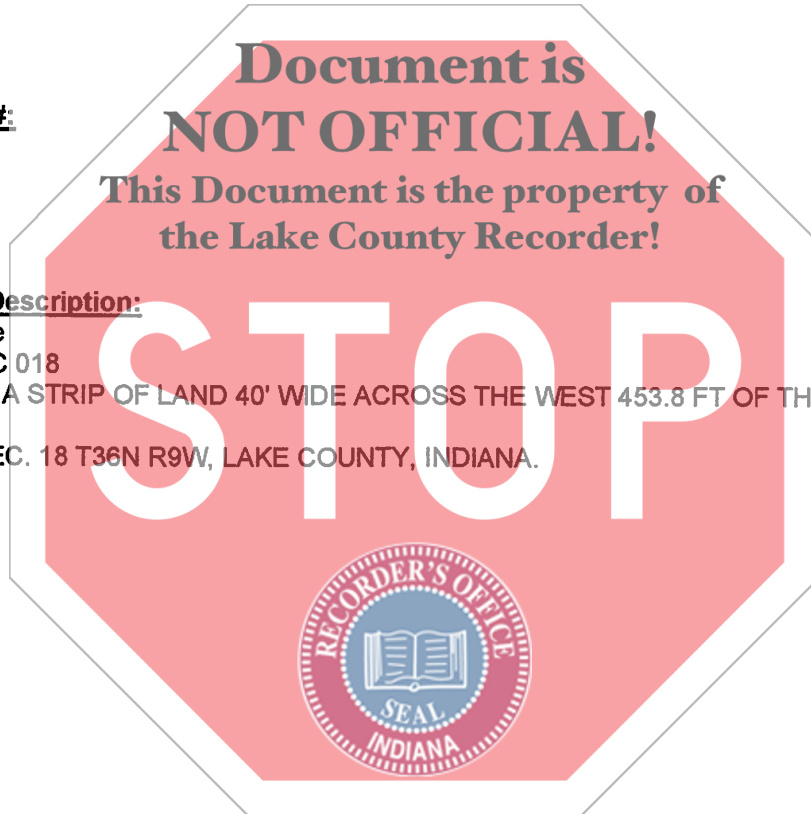 Document is
NOT OFFICIAL!
#:
This Document is the property of
the Lake County Recorder!
Description:
e
C 018
A STRIP OF LAND 40' WIDE ACROSS THE WEST 453.8 FT OF TH
EC. 18 T36N R9W, LAKE COUNTY, INDIANA.
STOP
RECORDER'S OFFICE
SEAL
INDIANA